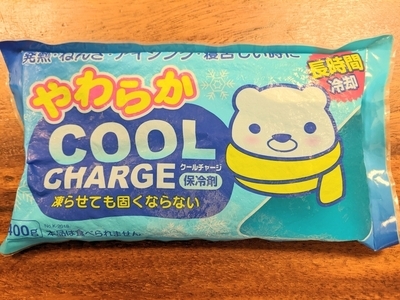 発熱・ねんざ・アイシング・寝苦しい時に
長時間
冷却
やわらか
COOL
CHARGE
クールチャージ
保冷剤
凍らせても固くならない
400g
本品は食べられません